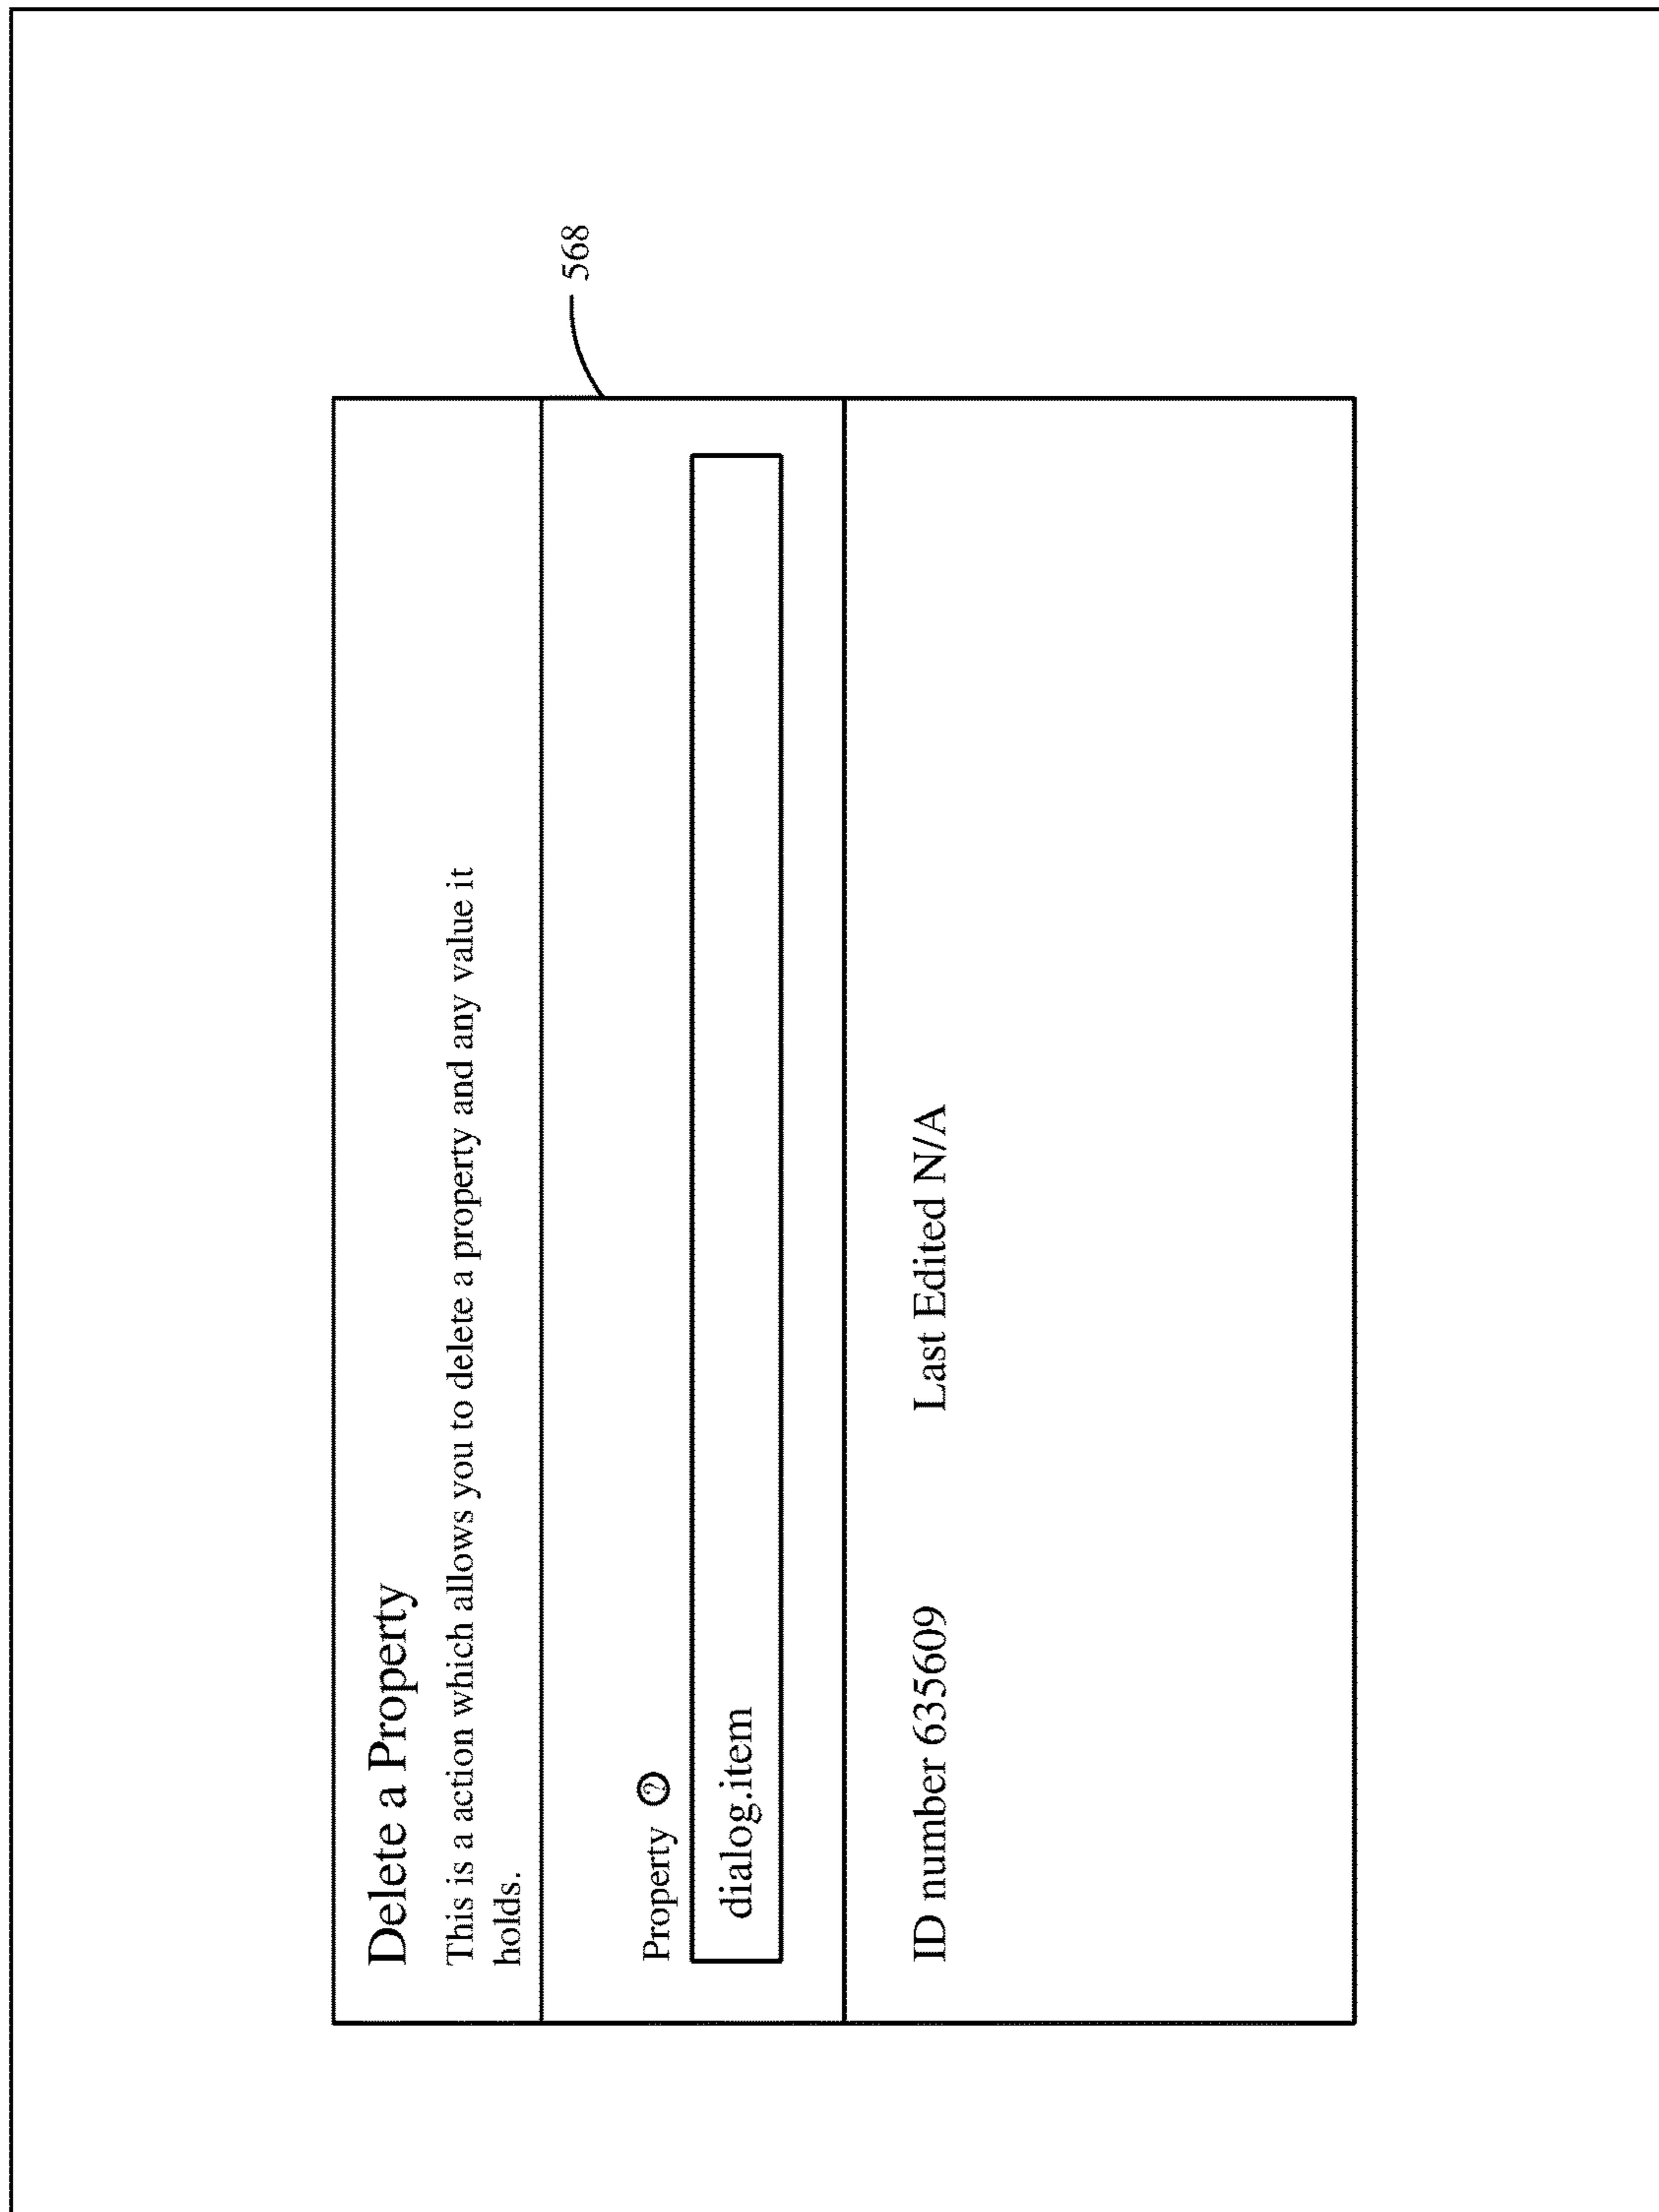 Delete a Property
This is a action which allows you to delete a property and any value it
holds.
568
Property ?
dialog.item
ID number 635609 Last Edited N/A